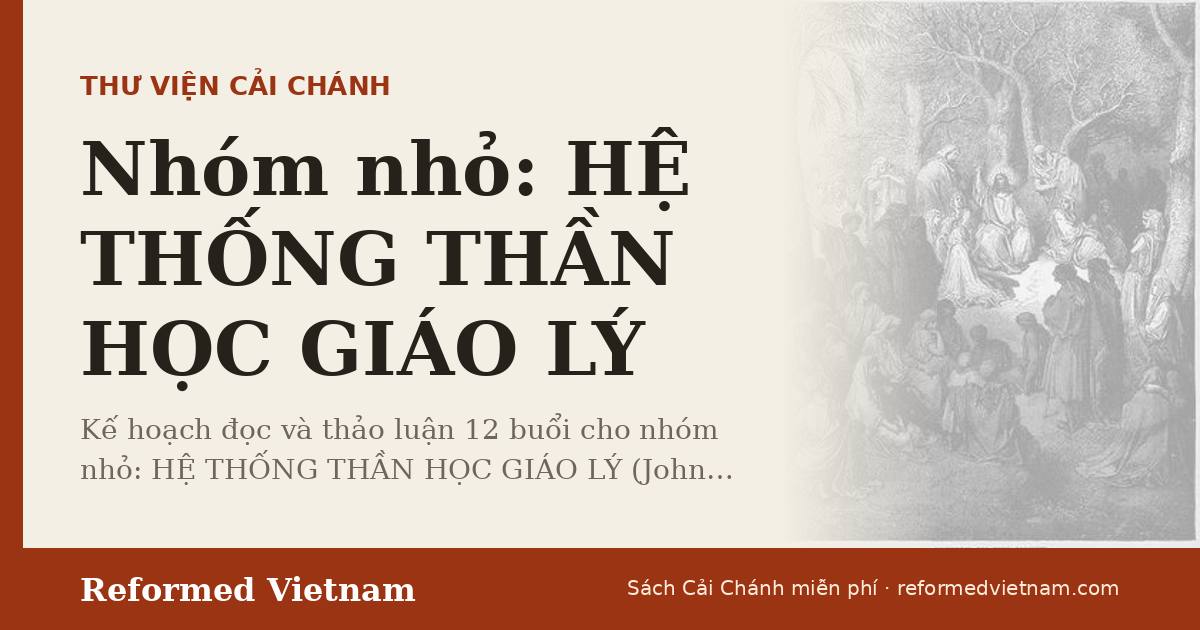 THƯ VIỆN CẢI CHÁNH
Nhóm nhỏ: HỆ
THỐNG THẦN
HỌC GIÁO LÝ
Kế hoạch đọc và thảo luận 12 buổi cho nhóm
nhỏ: HỆ THỐNG THẦN HỌC GIÁO LÝ (John…
Reformed Vietnam
Sách Cải Chánh miễn phí · reformedvietnam.com